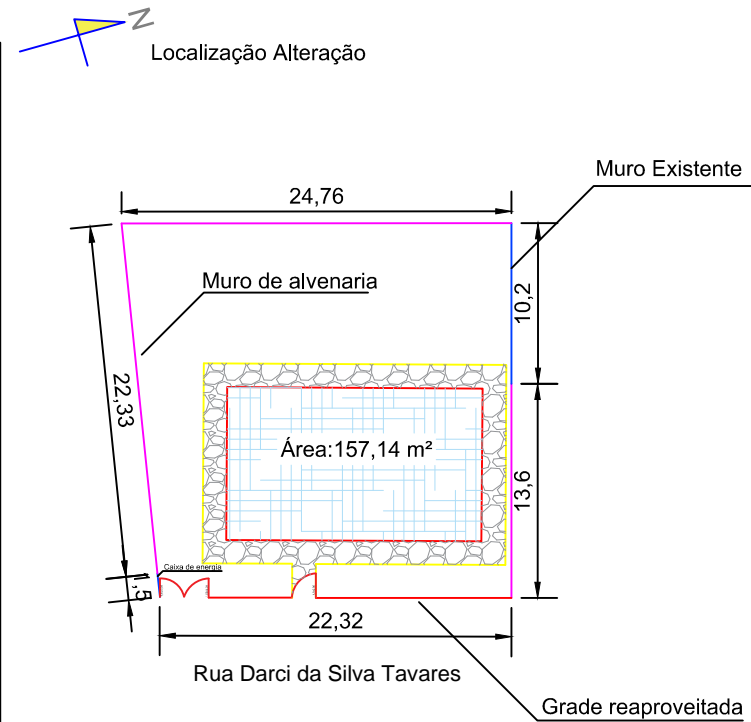 N
Localização Alteração
Muro Existente
24,76
Muro de alvenaria
10,2
22,33
Área:157,14 m²
13,6
Caixa de energia
1,5
22,32
Rua Darci da Silva Tavares
Grade reaproveitada